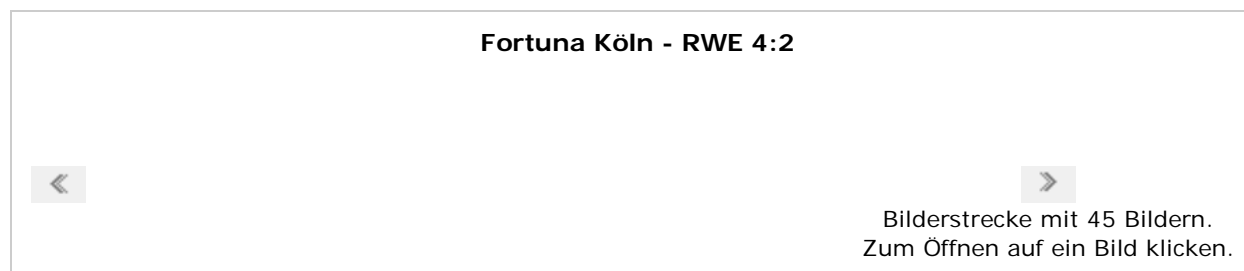 Fortuna Köln - RWE 4:2
Bilderstrecke mit 45 Bildern.
Zum Öffnen auf ein Bild klicken.